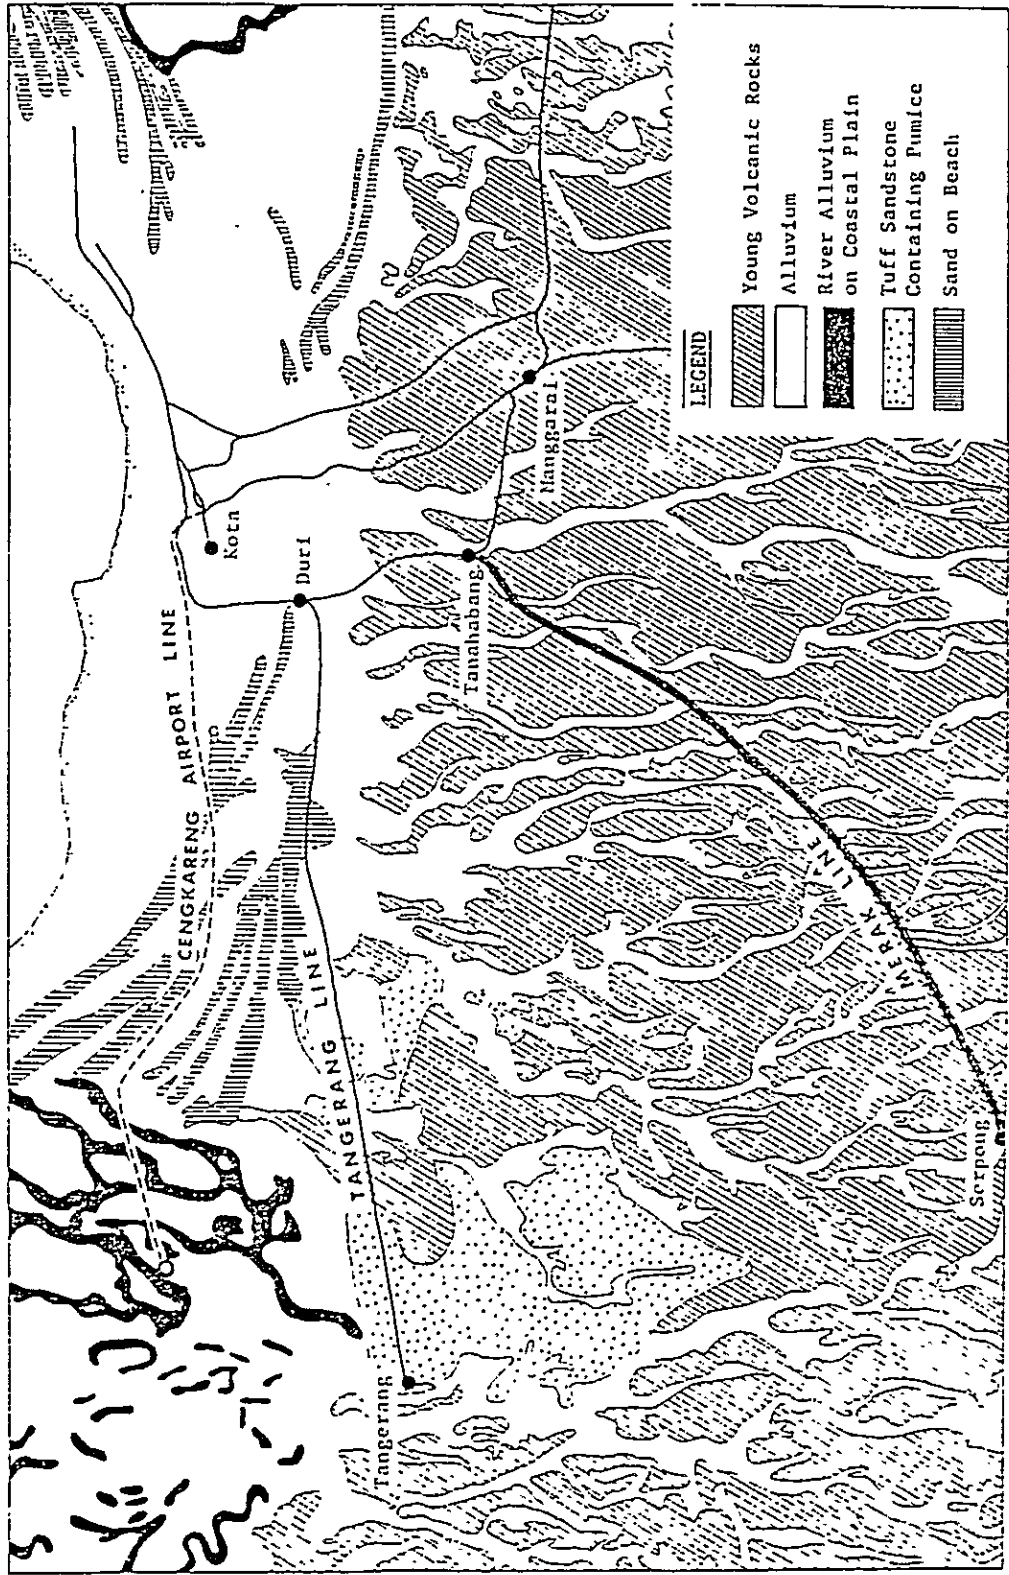 CENGKARENG AIRPORT LINE
Kota
Duri
TANGERANG LINE
Tangerang
Tanahabang
Manggarai
MERAK LINE
Serpong
LEGEND
Young Volcanic Rocks
Alluvium
River Alluvium
on Coastal Plain
Tuff Sandstone
Containing Pumice
Sand on Beach